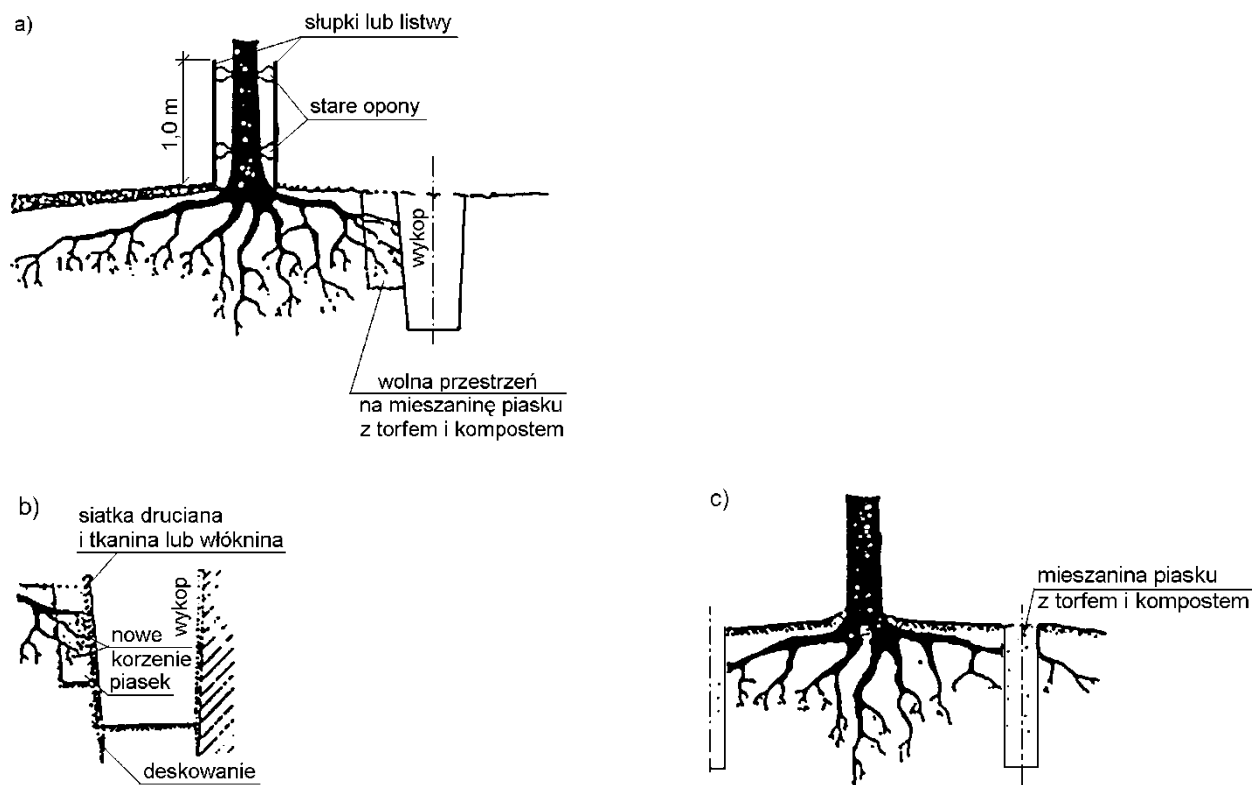 a)
słupki lub listwy
stare opony
1,0 m
wykop
wolna przestrzeń
na mieszaninę piasku
z torfem i kompostem
b)
siatka druciana
i tkanina lub włóknina
wykop
nowe
korzenie
piasek
deskowanie
c)
mieszanina piasku
z torfem i kompostem